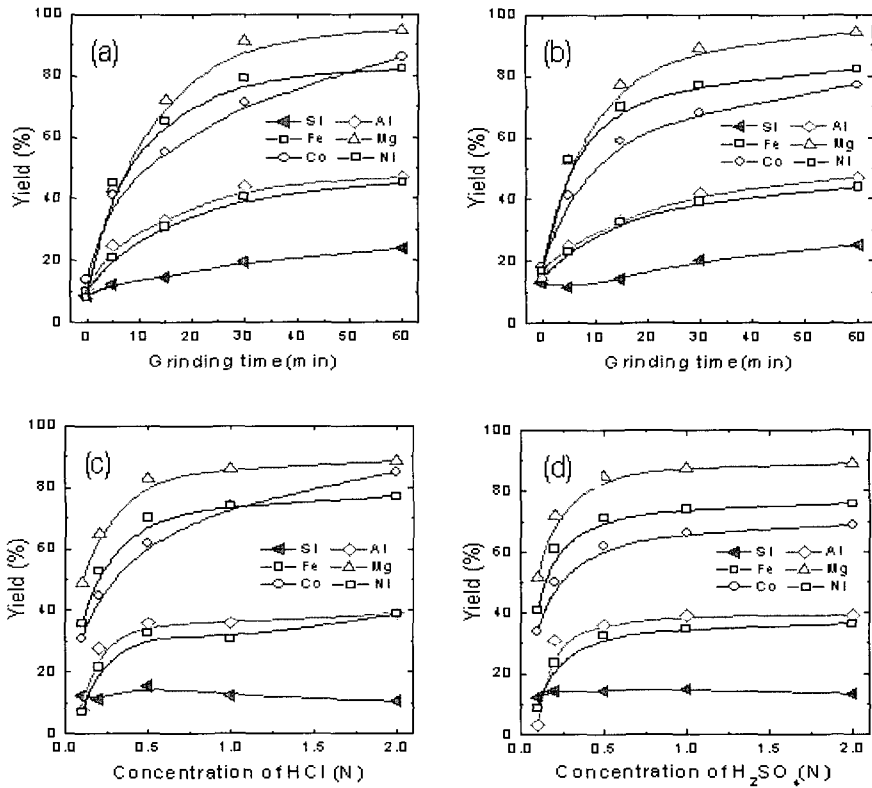 (a)
100
80
60
40
20
0
Yield (%)
SI Al
Fe Mg
Co NI
0 10 20 30 40 50 60
Grinding time(min)
(b)
100
80
60
40
20
0
Yield (%)
SI Al
Fe Mg
Co NI
0 10 20 30 40 50 60
Grinding time(min)
(c)
100
80
60
40
20
0
Yield (%)
SI Al
Fe Mg
Co NI
0.0 0.5 1.0 1.5 2.0
Concentration of HCl(N)
(d)
100
80
60
40
20
0
Yield (%)
SI Al
Fe Mg
Co NI
0.0 0.5 1.0 1.5 2.0
Concentration of H₂SO₄(N)